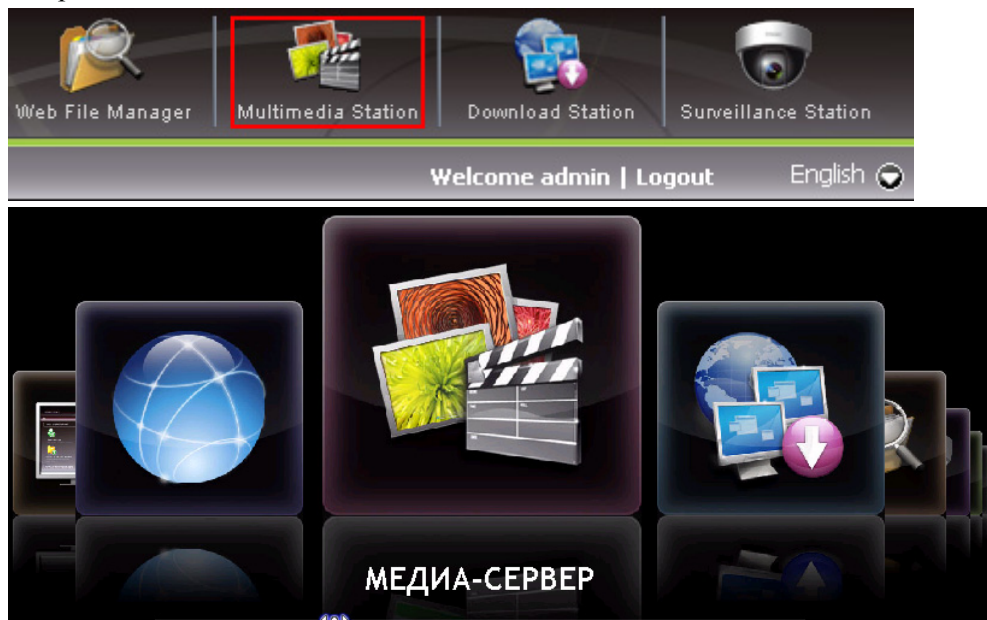 Web File Manager
Multimedia Station
Download Station
Surveillance Station
Welcome admin | Logout
English
МЕДИА-СЕРВЕР